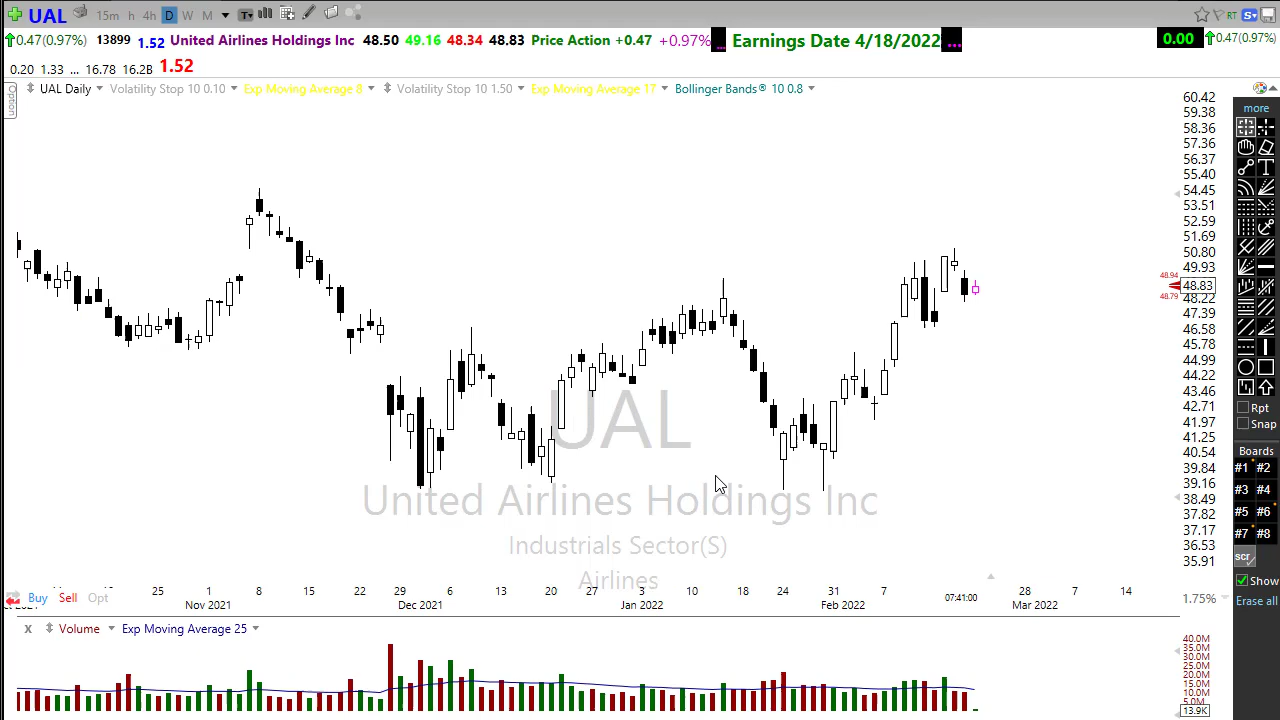 UAL 15m h 4h D W M T RT S
0.47(0.97%) 13899 1.52 United Airlines Holdings Inc 48.50 49.16 48.34 48.83 Price Action +0.47 +0.97% ... Earnings Date 4/18/2022 ... 0.00 0.47(0.97%)
0.20 1.33 ... 16.78 16.2B 1.52
Option
UAL Daily Volatility Stop 10 0.10 Exp Moving Average 8 Volatility Stop 10 1.50 Exp Moving Average 17 Bollinger Bands® 10 0.8
60.42
59.38
58.36
57.36
56.37
55.40
54.45
53.51
52.59
51.69
50.80
49.93
48.94
48.83
48.79
48.22
47.39
46.58
45.78
44.99
44.22
43.46
42.71
41.97
41.25
40.54
39.84
39.16
38.49
37.82
37.17
36.53
35.91
1.75%
more
T
Rpt
Snap
Boards
#1 #2
#3 #4
#5 #6
#7 #8
scr
Show
Erase all
UAL
United Airlines Holdings Inc
Industrials Sector(S)
Airlines
25 1 8 15 22 29 6 13 20 27 3 10 18 24 7 07:41:00 28 7 14
Nov 2021 Dec 2021 Jan 2022 Feb 2022 Mar 2022
Buy Sell Opt
X Volume Exp Moving Average 25
40.0M
35.0M
30.0M
25.0M
20.0M
15.0M
10.0M
5.0M
13.9K